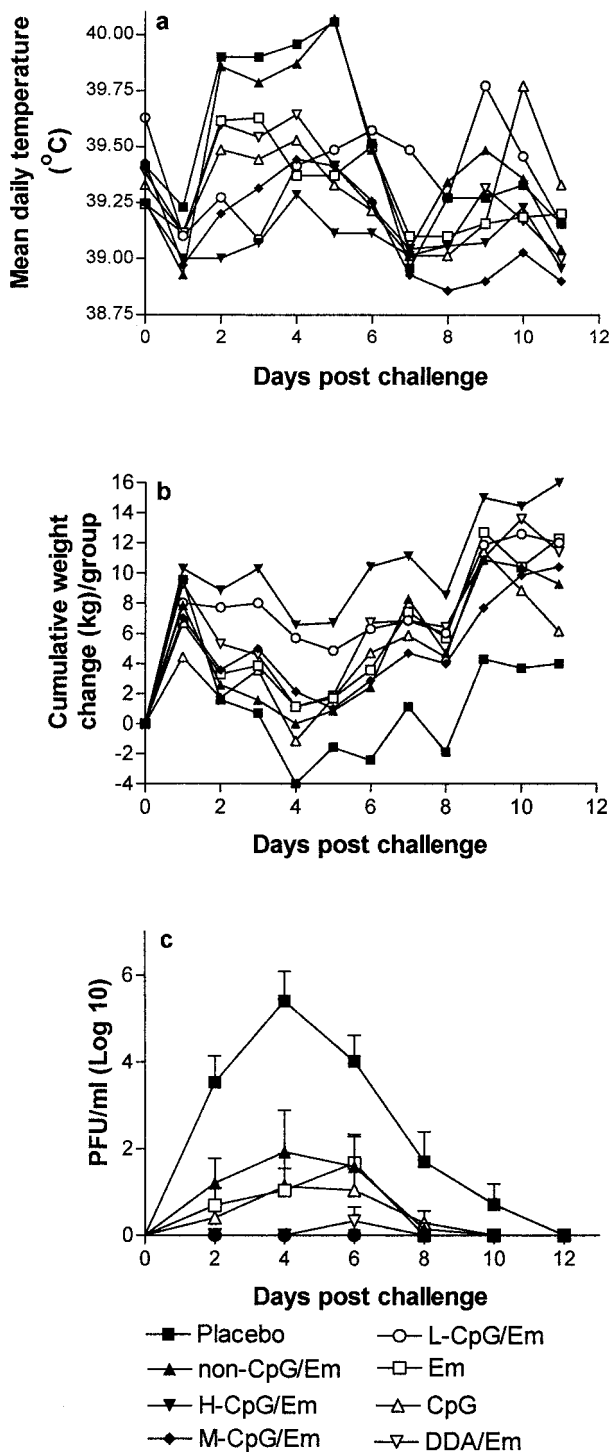 a
40.00
39.75
39.50
39.25
39.00
38.75
Mean daily temperature
(°C)
0 2 4 6 8 10 12
Days post challenge
b
16
14
12
10
8
6
4
2
0
-2
-4
Cumulative weight
change (kg)/group
0 2 4 6 8 10 12
Days post challenge
c
6
4
2
0
PFU/ml (Log 10)
0 2 4 6 8 10 12
Days post challenge
Placebo
non-CpG/Em
H-CpG/Em
M-CpG/Em
L-CpG/Em
Em
CpG
DDA/Em